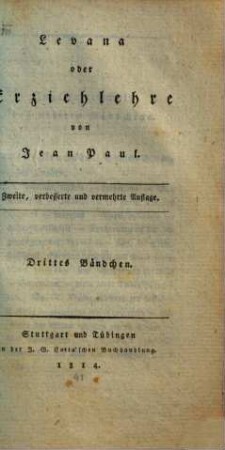 Levana
oder
Erziehlehre
von
Jean Paul.
Zweite, verbesserte und vermehrte Auflage.
Drittes Bändchen.
Stuttgart und Tübingen
in der J. G. Cotta'schen Buchhandlung.
1814.